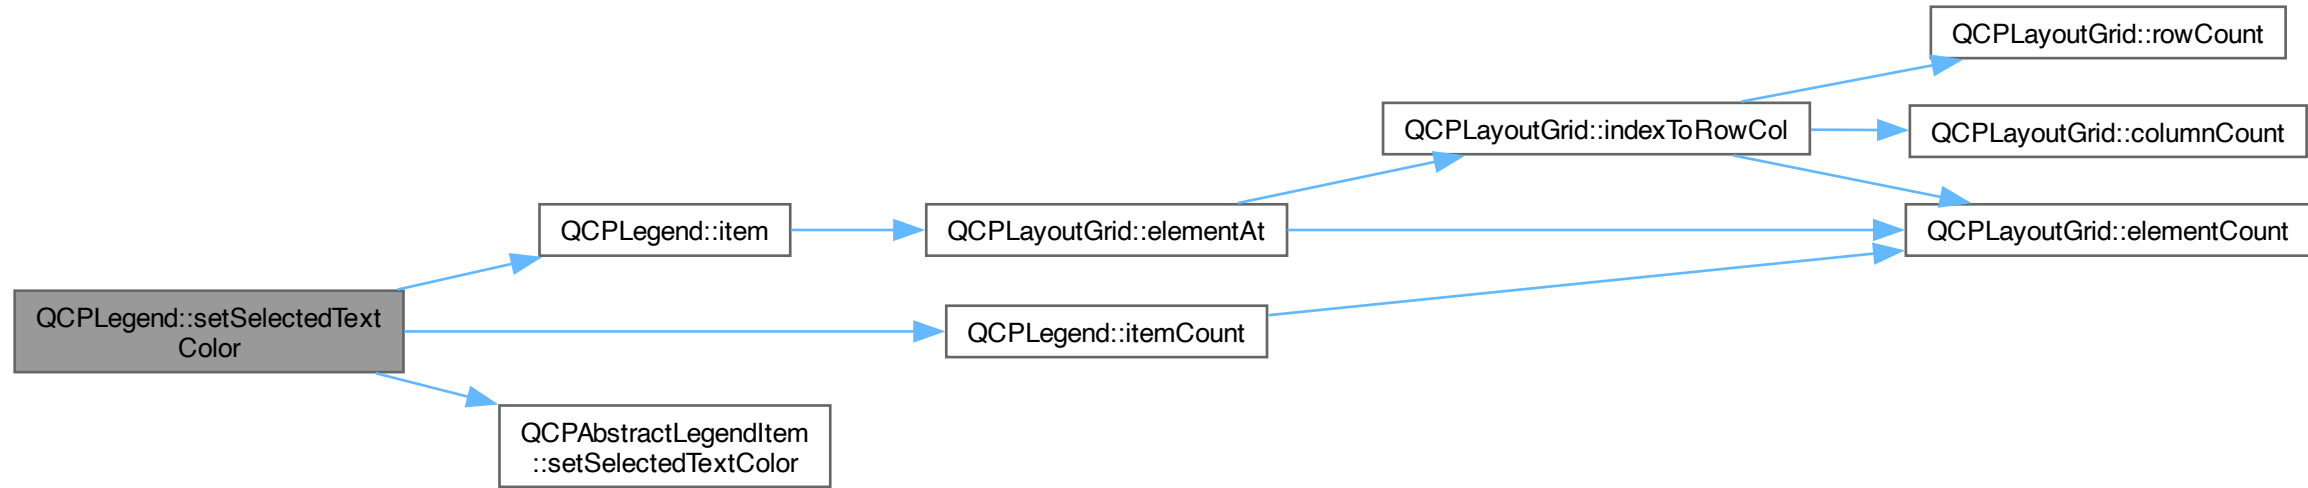 QCPLayoutGrid::rowCount
QCPLayoutGrid::indexToRowCol
QCPLayoutGrid::columnCount
QCPLegend::item
QCPLayoutGrid::elementAt
QCPLayoutGrid::elementCount
QCPLegend::setSelectedText
Color
QCPLegend::itemCount
QCPAbstractLegendItem
::setSelectedTextColor